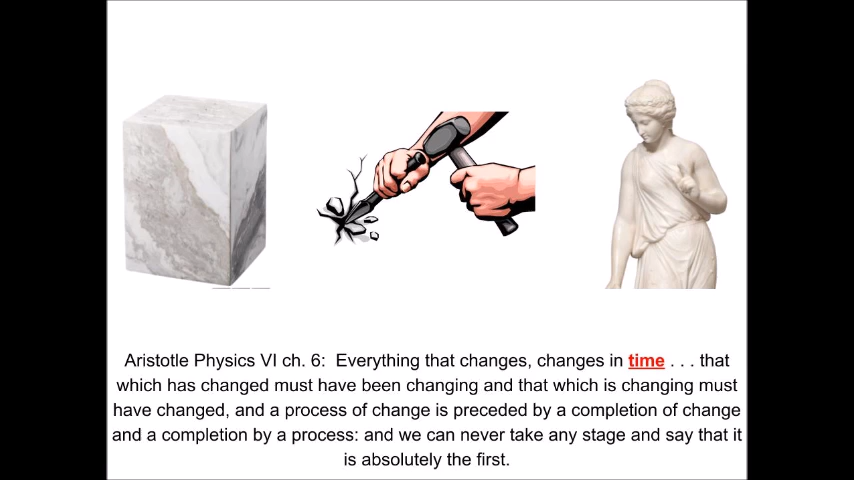 Aristotle Physics VI ch. 6:  Everything that changes, changes in time . . . that
which has changed must have been changing and that which is changing must
have changed, and a process of change is preceded by a completion of change
and a completion by a process: and we can never take any stage and say that it
is absolutely the first.